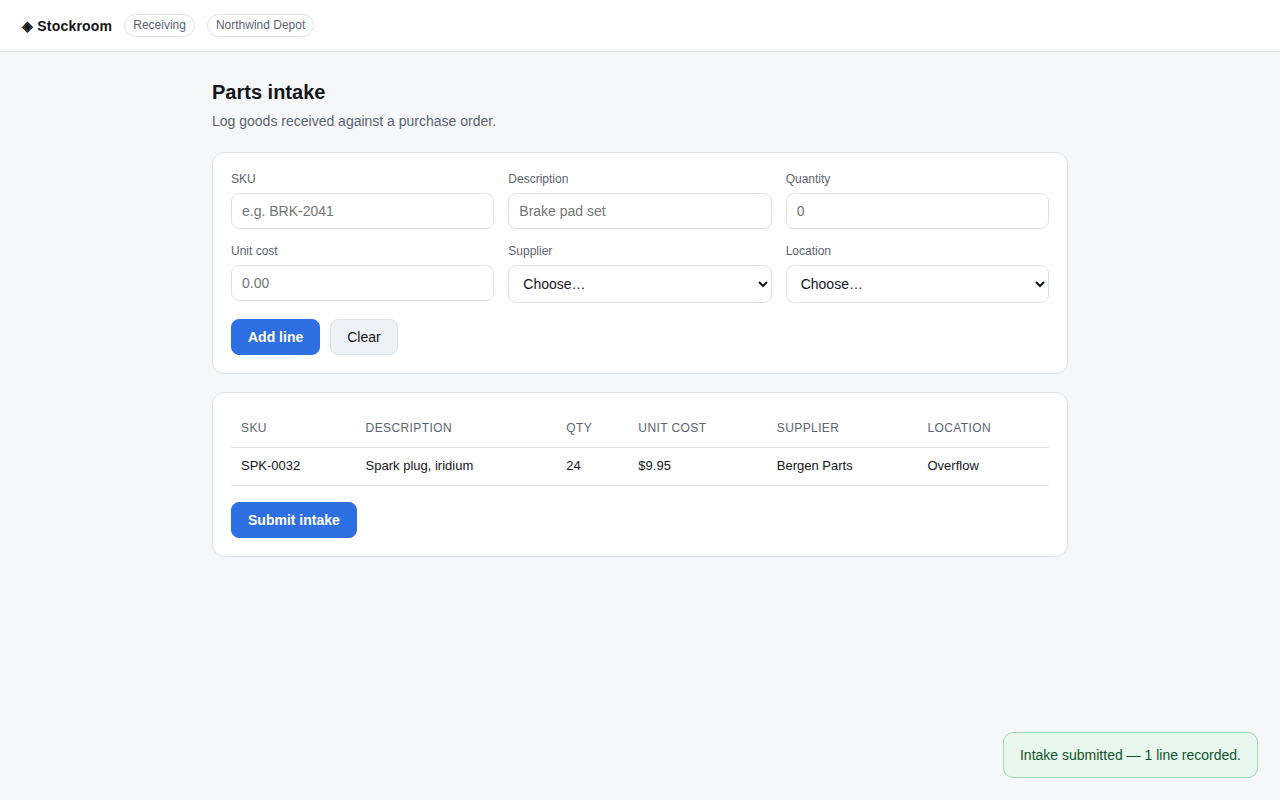 ◈ Stockroom Receiving Northwind Depot
Parts intake
Log goods received against a purchase order.
SKU Description Quantity
e.g. BRK-2041 Brake pad set 0
Unit cost Supplier Location
0.00 Choose… Choose…
Add line Clear
SKU DESCRIPTION QTY UNIT COST SUPPLIER LOCATION
SPK-0032 Spark plug, iridium 24 $9.95 Bergen Parts Overflow
Submit intake
Intake submitted — 1 line recorded.